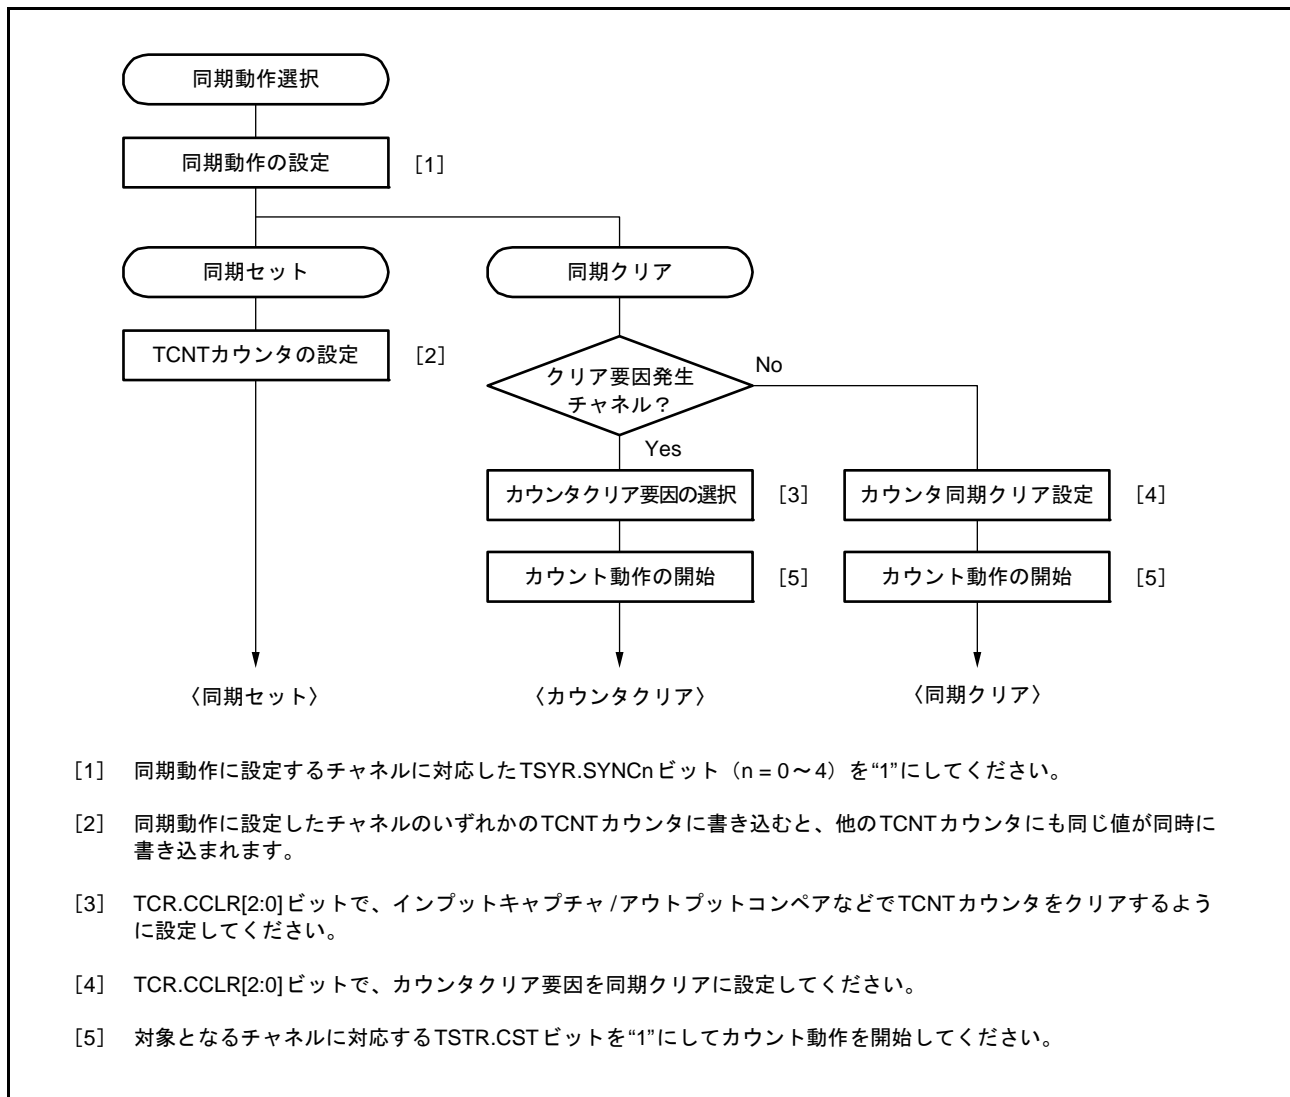 同期動作選択
同期動作の設定 [1]
同期セット 同期クリア
TCNTカウンタの設定 [2]
クリア要因発生
チャネル？
No
Yes
カウンタクリア要因の選択 [3] カウンタ同期クリア設定 [4]
カウント動作の開始 [5] カウント動作の開始 [5]
〈同期セット〉 〈カウンタクリア〉 〈同期クリア〉
[1] 同期動作に設定するチャネルに対応したTSYR.SYNCnビット（n = 0～4）を“1”にしてください。
[2] 同期動作に設定したチャネルのいずれかのTCNTカウンタに書き込むと、他のTCNTカウンタにも同じ値が同時に
書き込まれます。
[3] TCR.CCLR[2:0]ビットで、インプットキャプチャ/アウトプットコンペアなどでTCNTカウンタをクリアするよう
に設定してください。
[4] TCR.CCLR[2:0]ビットで、カウンタクリア要因を同期クリアに設定してください。
[5] 対象となるチャネルに対応するTSTR.CSTビットを“1”にしてカウント動作を開始してください。